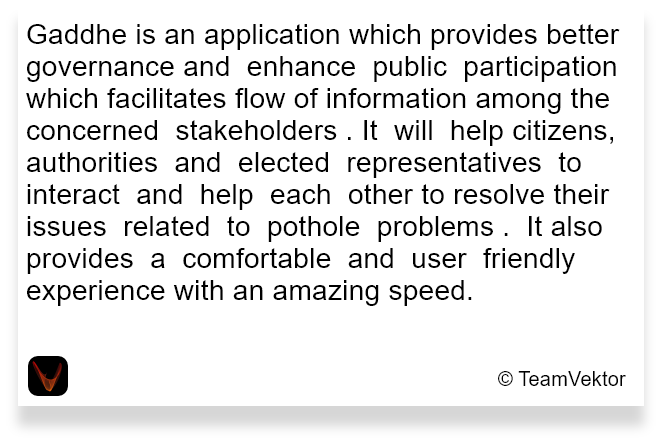 Gaddhe is an application which provides better
governance and enhance public participation
which facilitates flow of information among the
concerned stakeholders . It will help citizens,
authorities and elected representatives to
interact and help each other to resolve their
issues related to pothole problems . It also
provides a comfortable and user friendly
experience with an amazing speed.
© TeamVektor